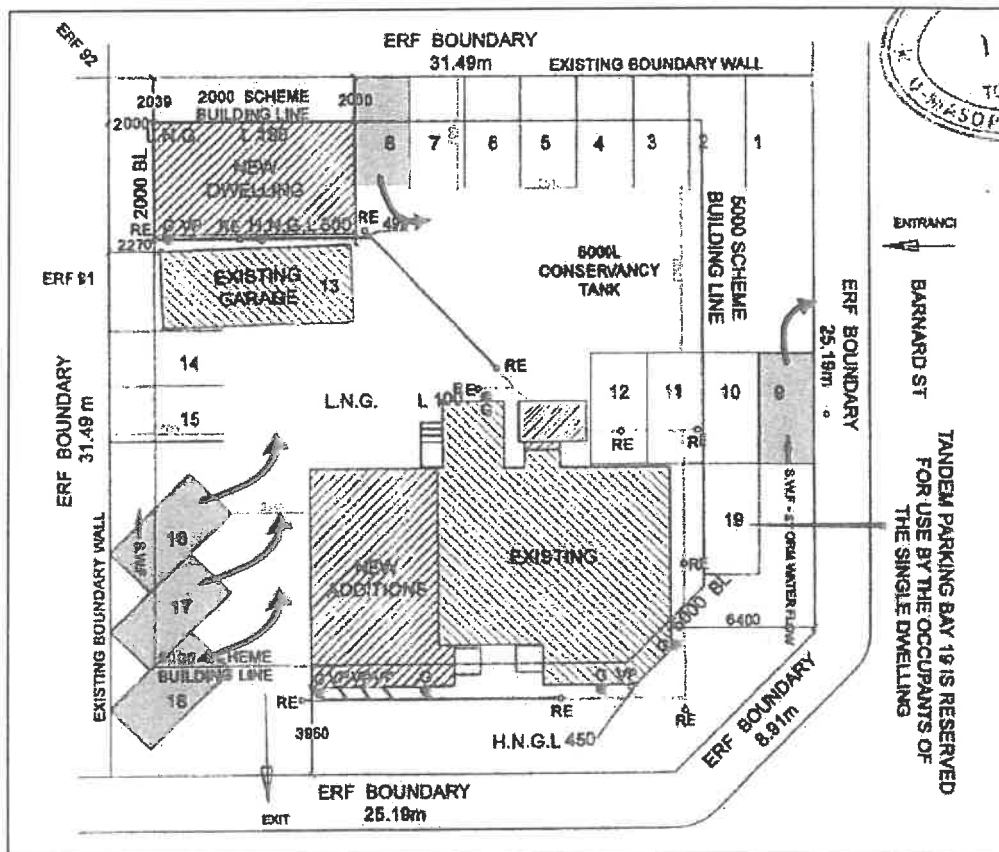 ERF 92
ERF BOUNDARY
31.49m
EXISTING BOUNDARY WALL
2039
2000 SCHEME
BUILDING LINE
2000
2000
L.N.G.
NEW
DWELLING
2000 BL
8
7
6
5
4
3
2
1
RE
RE
2270
EXISTING
GARAGE
13
ERF 91
6000L
CONSERVANCY
TANK
5000 SCHEME
BUILDING LINE
ENTRANCE
BARNARD ST
ERF BOUNDARY
25.19m
14
15
ERF BOUNDARY
31.49 m
L.N.G.
RE
RE
12
11
10
9
RE
RE
TANDEM PARKING BAY 19 IS RESERVED
FOR USE BY THE OCCUPANTS OF
THE SINGLE DWELLING
19
S.W.F - STORM WATER FLOW
16
S.W.F
17
18
SCHEME
BUILDING LINE
EXISTING BOUNDARY WALL
NEW
ADDITIONS
EXISTING
RE
5000 BL
6400
RE
RE
RE
3960
H.N.G.L 450
ERF BOUNDARY
8.91m
ERF BOUNDARY
25.19m
EXIT